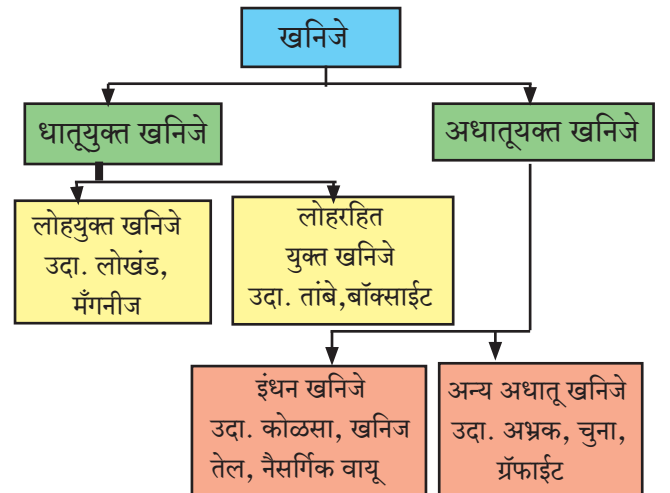 खनिजे
धातूयुक्त खनिजे
अधातूयक्त खनिजे
लोहयुक्त खनिजे
उदा. लोखंड,
मँगनीज
लोहरहित
युक्त खनिजे
उदा. तांबे,बॉक्साईट
इंधन खनिजे
उदा. कोळसा, खनिज
तेल, नैसर्गिक वायू
अन्य अधातू खनिजे
उदा. अभ्रक, चुना,
ग्रॅफाईट